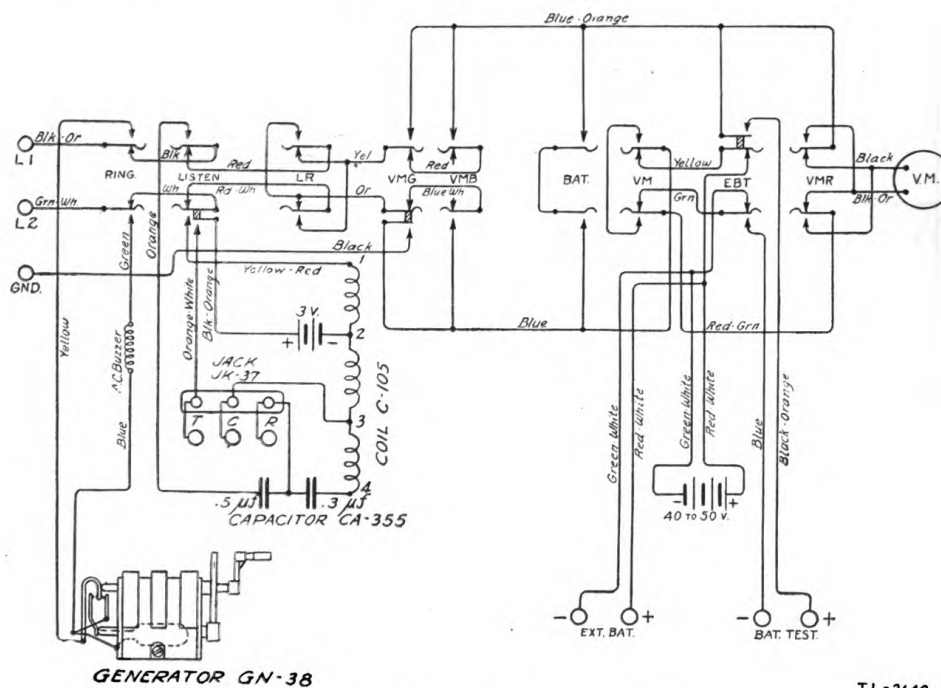 Blue-Orange
L1
Blk-Or
RING.
Blk
LISTEN
Red
LR
Yel
VMG
Red
VMB
BAT.
VM
Yellow
EBT
VMR
Black
V.M.
Blk-Or
L2
Grn-Wh
Wh
Rd-Wh
Or
Blue Wh
Grn
GND.
Green
Orange
Black
Yellow-Red
1
Orange-White
Blk-Orange
3 V.
+ -
2
Blue
Red-Grn
Yellow
A.C. Buzzer
Blue
JACK
JK-37
T C R
3
COIL C-105
4
.5 µf .3 µf
CAPACITOR CA-355
Green-White
Red-White
Green-White
Red White
Blue
Black-Orange
- +
40 TO 50 V.
- +
EXT. BAT.
- +
BAT. TEST.
GENERATOR GN-38